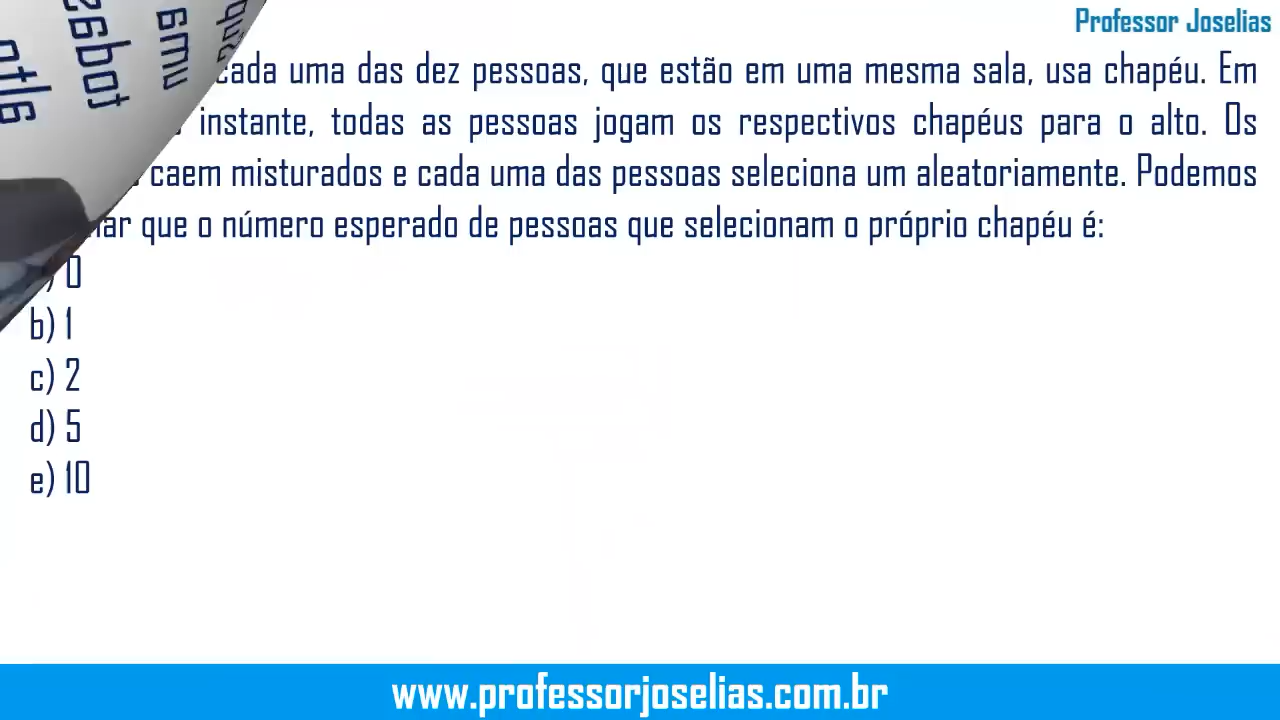 Professor Joselias
cada uma das dez pessoas, que estão em uma mesma sala, usa chapéu. Em
instante, todas as pessoas jogam os respectivos chapéus para o alto. Os
caem misturados e cada uma das pessoas seleciona um aleatoriamente. Podemos
que o número esperado de pessoas que selecionam o próprio chapéu é:
) 0
b) 1
c) 2
d) 5
e) 10
www.professorjoselias.com.br